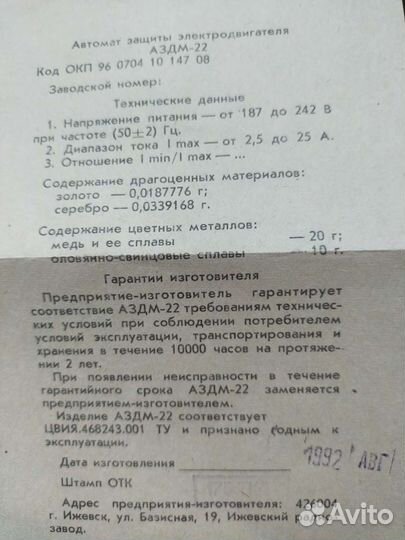 Автомат защиты электродвигателя
АЗДМ-22
Код ОКП 96 0704 10 147 08
Заводской номер:
Технические данные
1. Напряжение питания — от 187 до 242 В
при частоте (50±2) Гц.
2. Диапазон тока I max — от 2,5 до 25 А.
3. Отношение I min/I max — ...
Содержание драгоценных материалов:
золото — 0,0187776 г;
серебро — 0,0339168 г.
Содержание цветных металлов:
медь и ее сплавы — 20 г;
оловянно-свинцовые сплавы — 10 г.
Гарантии изготовителя
Предприятие-изготовитель гарантирует
соответствие АЗДМ-22 требованиям техничес-
ких условий при соблюдении потребителем
условий эксплуатации, транспортирования и
хранения в течение 10000 часов на протяже-
нии 2 лет.
При появлении неисправности в течение
гарантийного срока АЗДМ-22 заменяется
предприятием-изготовителем.
Изделие АЗДМ-22 соответствует
ЦВИЯ.468243.001 ТУ и признано годным к
эксплуатации.
Дата изготовления 1992 АВГ
Штамп ОТК
Адрес предприятия-изготовителя: 426004
г. Ижевск, ул. Базисная, 19, Ижевский
завод.
Avito